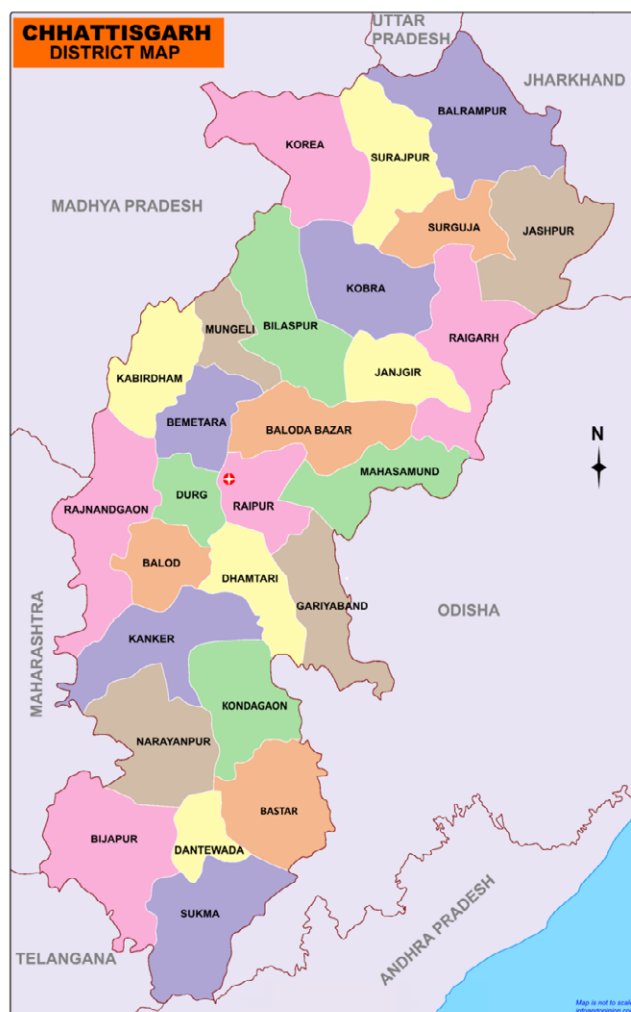 CHHATTISGARH
DISTRICT MAP
UTTAR
PRADESH
JHARKHAND
BALRAMPUR
KOREA
SURAJPUR
MADHYA PRADESH
SURGUJA
JASHPUR
KOBRA
MUNGELI
BILASPUR
RAIGARH
KABIRDHAM
JANJGIR
BEMETARA
BALODA BAZAR
N
MAHASAMUND
DURG
RAJNANDGAON
RAIPUR
BALOD
DHAMTARI
GARIYABAND
ODISHA
MAHARASHTRA
KANKER
KONDAGAON
NARAYANPUR
BASTAR
BIJAPUR
DANTEWADA
SUKMA
ANDHRA PRADESH
TELANGANA
Map is not to scale